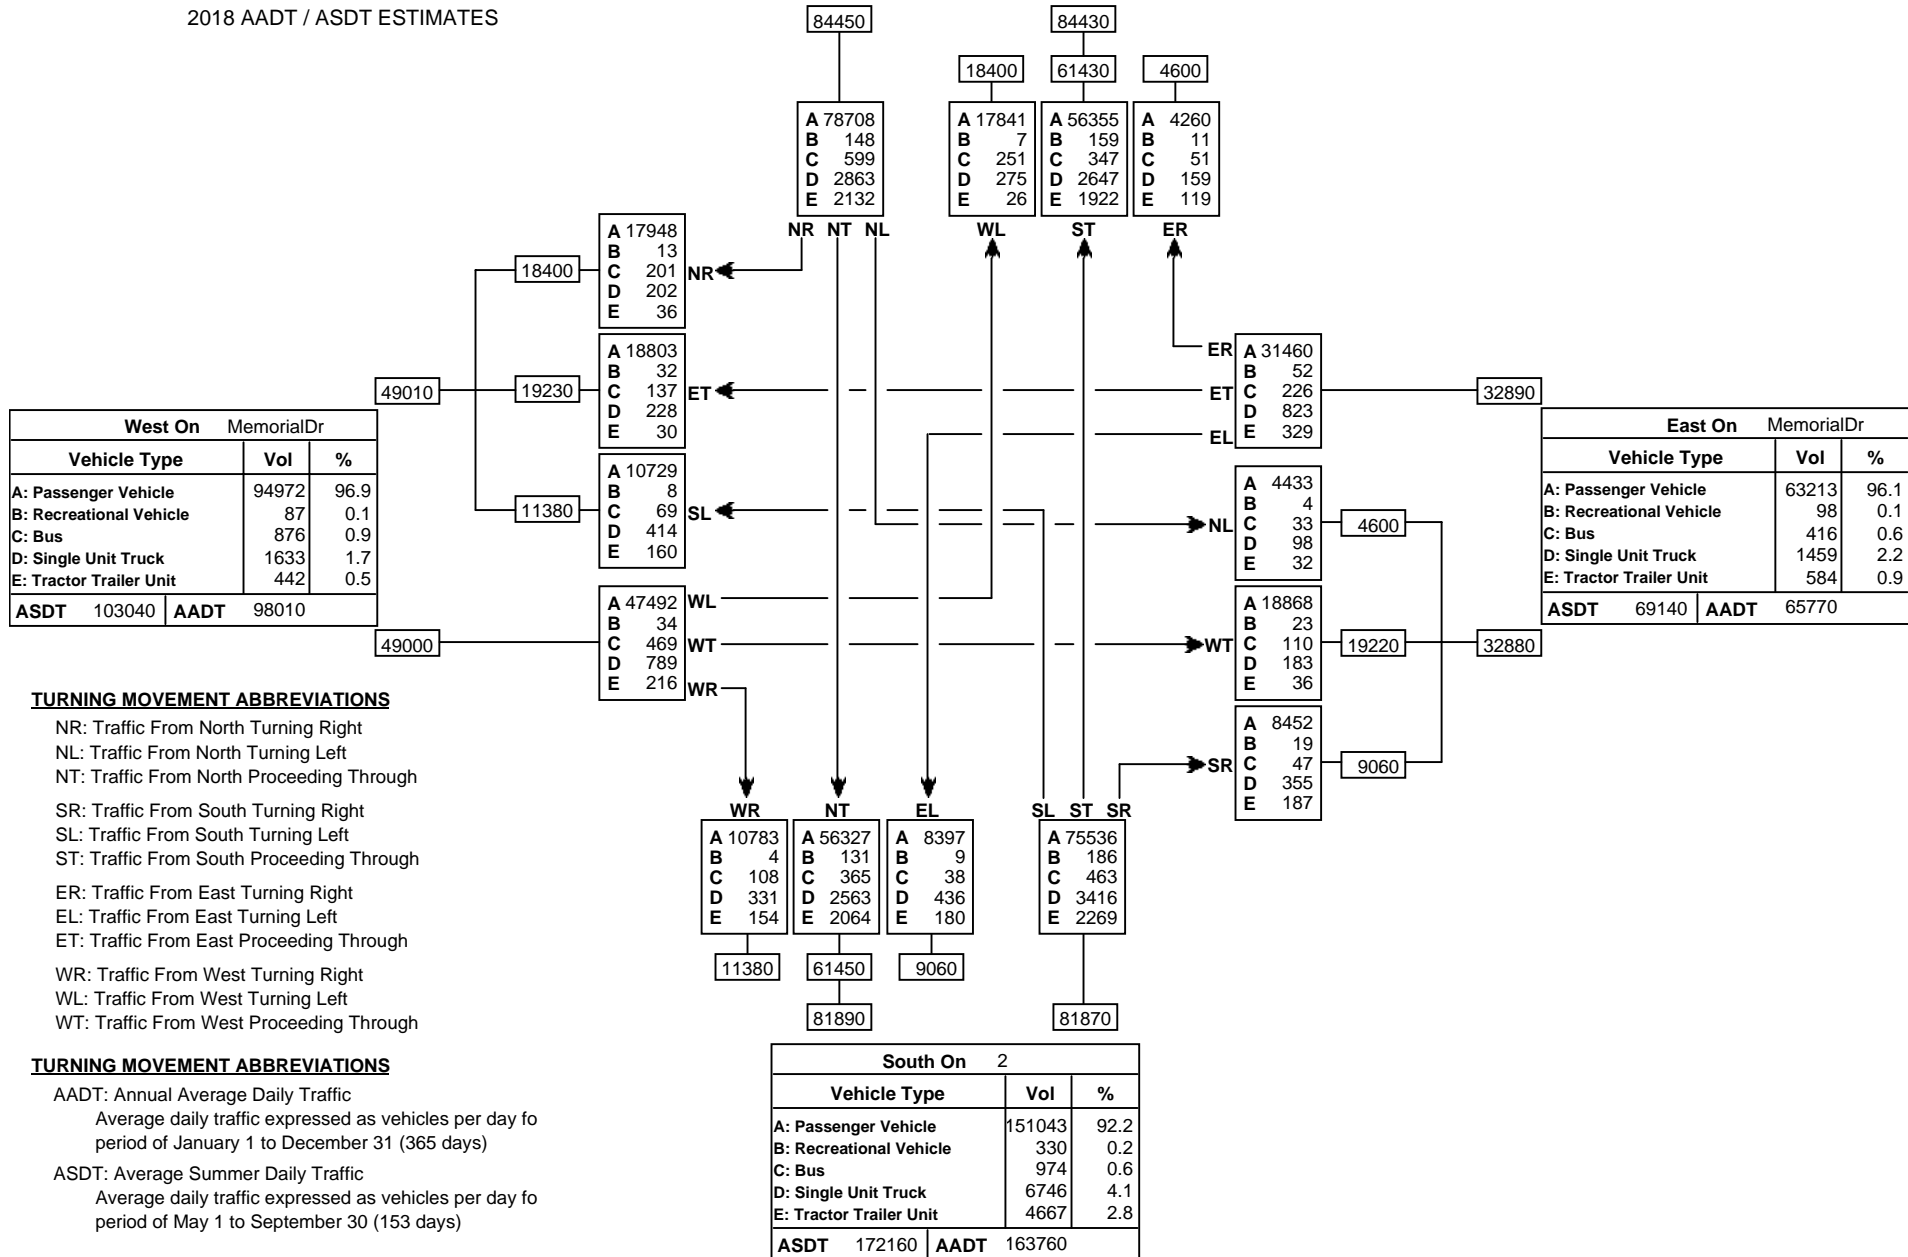 2018 AADT / ASDT ESTIMATES
84450
84430
18400
61430
4600
A 78708
B 148
C 599
D 2863
E 2132
NR NT NL
A 17841
B 7
C 251
D 275
E 26
WL
A 56355
B 159
C 347
D 2647
E 1922
ST
A 4260
B 11
C 51
D 159
E 119
ER
18400
A 17948
B 13
C 201
D 202
E 36
NR
49010
19230
A 18803
B 32
C 137
D 228
E 30
ET
11380
A 10729
B 8
C 69
D 414
E 160
SL
49000
A 47492
B 34
C 469
D 789
E 216
WL
WT
WR
ER
ET
EL
A 31460
B 52
C 226
D 823
E 329
32890
NL
A 4433
B 4
C 33
D 98
E 32
4600
WT
A 18868
B 23
C 110
D 183
E 36
19220
32880
SR
A 8452
B 19
C 47
D 355
E 187
9060
West On MemorialDr
Vehicle Type Vol %
A: Passenger Vehicle 94972 96.9
B: Recreational Vehicle 87 0.1
C: Bus 876 0.9
D: Single Unit Truck 1633 1.7
E: Tractor Trailer Unit 442 0.5
ASDT 103040 AADT 98010
East On MemorialDr
Vehicle Type Vol %
A: Passenger Vehicle 63213 96.1
B: Recreational Vehicle 98 0.1
C: Bus 416 0.6
D: Single Unit Truck 1459 2.2
E: Tractor Trailer Unit 584 0.9
ASDT 69140 AADT 65770
WR
A 10783
B 4
C 108
D 331
E 154
11380
NT
A 56327
B 131
C 365
D 2563
E 2064
61450
81890
EL
A 8397
B 9
C 38
D 436
E 180
9060
SL ST SR
A 75536
B 186
C 463
D 3416
E 2269
81870
South On 2
Vehicle Type Vol %
A: Passenger Vehicle 151043 92.2
B: Recreational Vehicle 330 0.2
C: Bus 974 0.6
D: Single Unit Truck 6746 4.1
E: Tractor Trailer Unit 4667 2.8
ASDT 172160 AADT 163760
TURNING MOVEMENT ABBREVIATIONS
NR: Traffic From North Turning Right
NL: Traffic From North Turning Left
NT: Traffic From North Proceeding Through
SR: Traffic From South Turning Right
SL: Traffic From South Turning Left
ST: Traffic From South Proceeding Through
ER: Traffic From East Turning Right
EL: Traffic From East Turning Left
ET: Traffic From East Proceeding Through
WR: Traffic From West Turning Right
WL: Traffic From West Turning Left
WT: Traffic From West Proceeding Through
TURNING MOVEMENT ABBREVIATIONS
AADT: Annual Average Daily Traffic
Average daily traffic expressed as vehicles per day fo
period of January 1 to December 31 (365 days)
ASDT: Average Summer Daily Traffic
Average daily traffic expressed as vehicles per day fo
period of May 1 to September 30 (153 days)